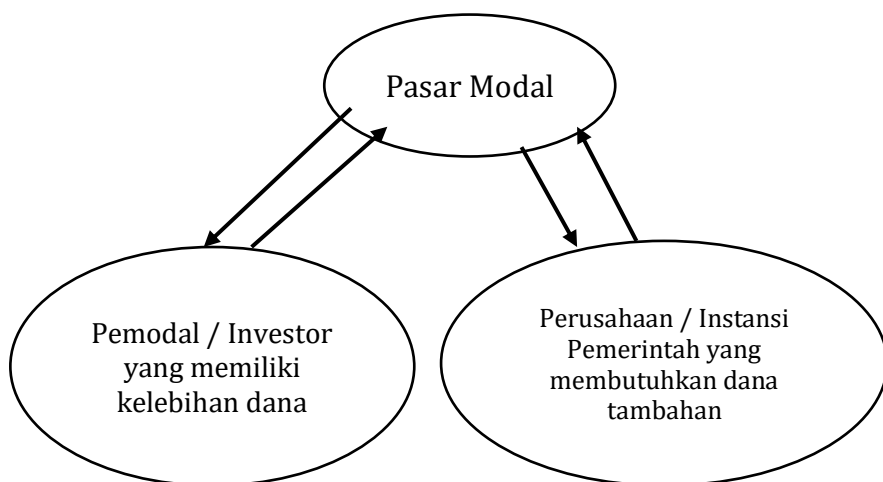 Pasar Modal
Pemodal / Investor
yang memiliki
kelebihan dana
Perusahaan / Instansi
Pemerintah yang
membutuhkan dana
tambahan